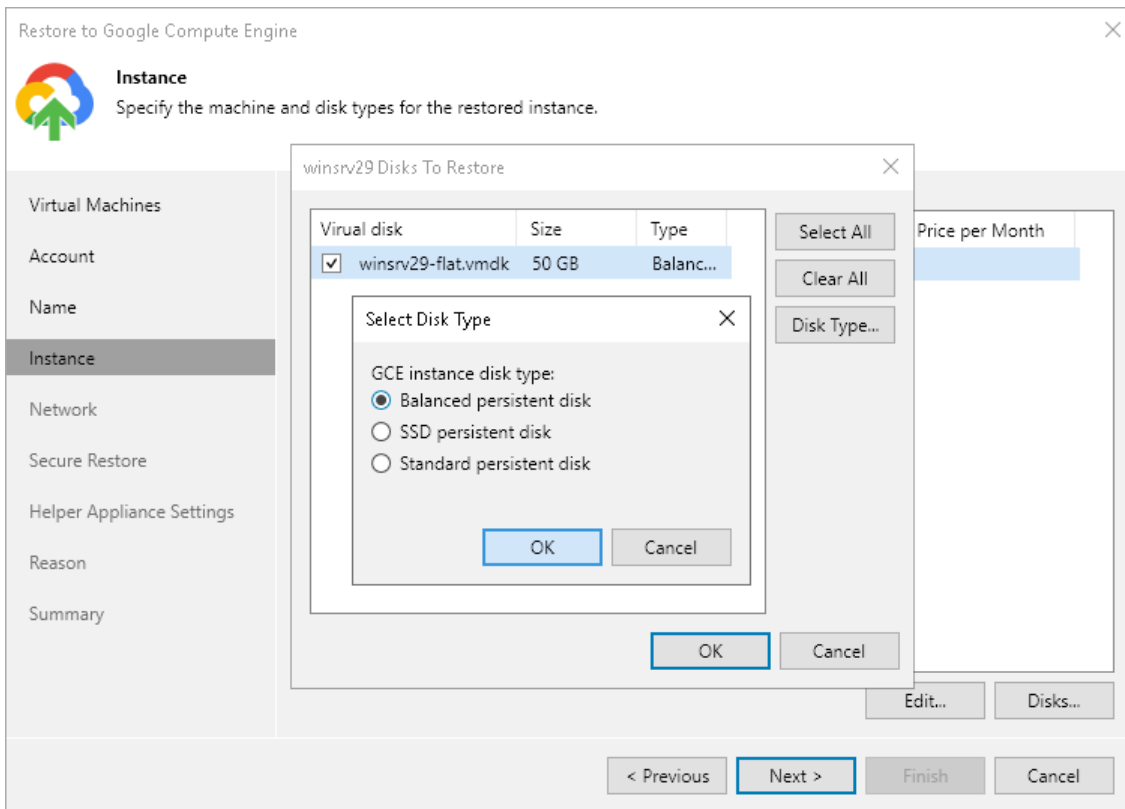 Restore to Google Compute Engine
Instance
Specify the machine and disk types for the restored instance.
Virtual Machines
Account
Name
Instance
Network
Secure Restore
Helper Appliance Settings
Reason
Summary
winsrv29 Disks To Restore
Virual disk Size Type
winsrv29-flat.vmdk 50 GB Balanc...
Select All
Clear All
Disk Type...
Select Disk Type
GCE instance disk type:
Balanced persistent disk
SSD persistent disk
Standard persistent disk
OK Cancel
OK Cancel
Price per Month
Edit... Disks...
< Previous Next > Finish Cancel